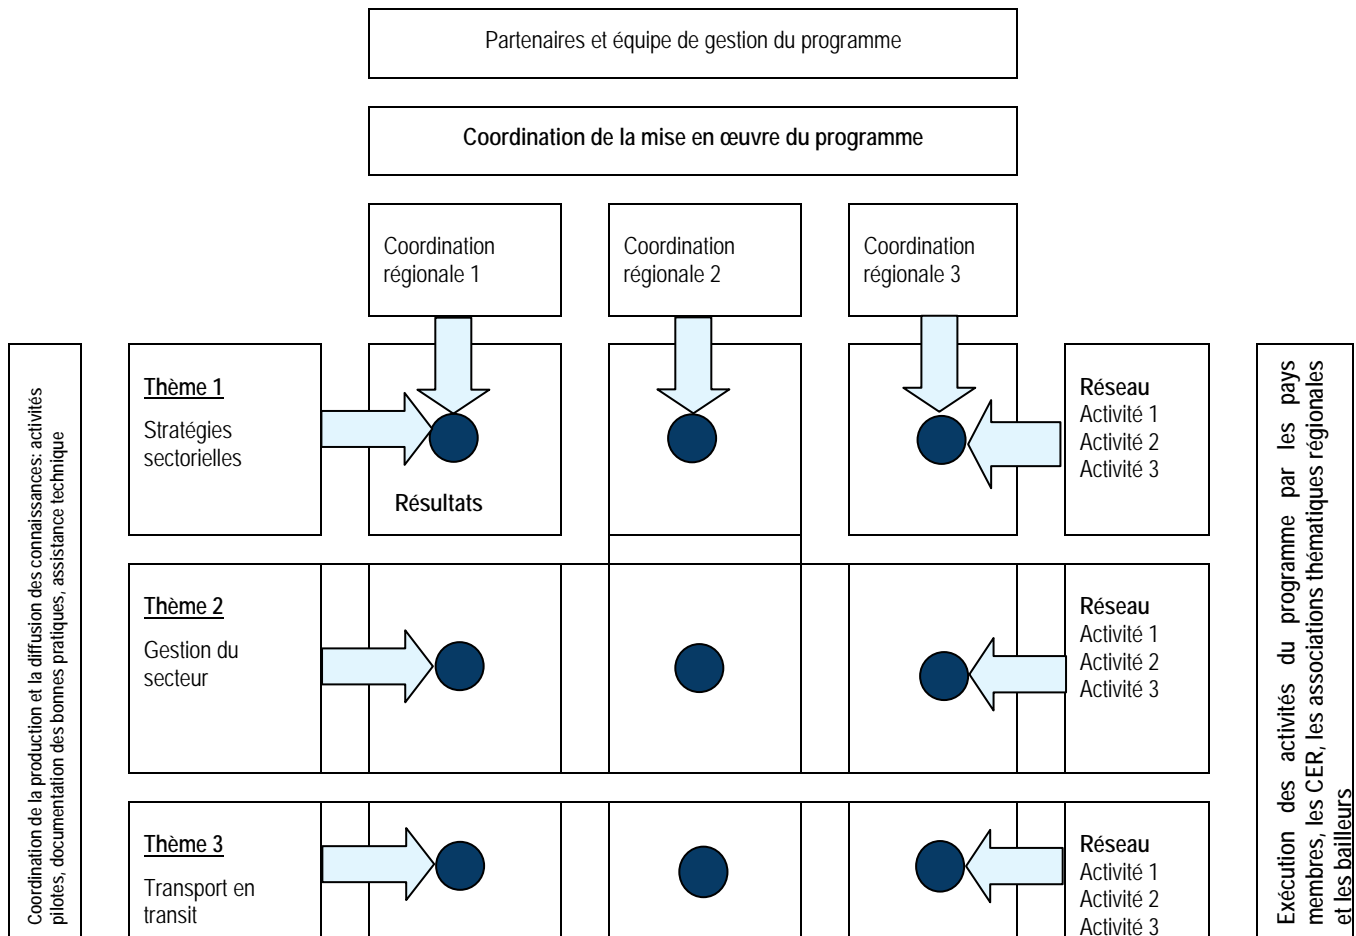 Partenaires et équipe de gestion du programme
Coordination de la mise en œuvre du programme
Coordination
régionale 1
Coordination
régionale 2
Coordination
régionale 3
Coordination de la production et la diffusion des connaissances: activités
pilotes, documentation des bonnes pratiques, assistance technique
Thème 1
Stratégies
sectorielles
Résultats
Réseau
Activité 1
Activité 2
Activité 3
Thème 2
Gestion du
secteur
Réseau
Activité 1
Activité 2
Activité 3
Thème 3
Transport en
transit
Réseau
Activité 1
Activité 2
Activité 3
Exécution des activités du programme par les pays
membres, les CER, les associations thématiques régionales
et les bailleurs